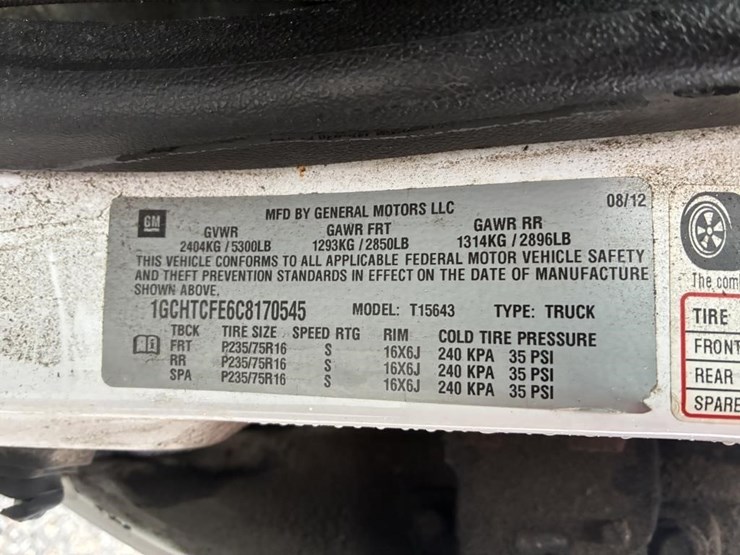 GM
MFD BY GENERAL MOTORS LLC 08/12
GVWR GAWR FRT GAWR RR
2404KG / 5300LB 1293KG / 2850LB 1314KG / 2896LB
THIS VEHICLE CONFORMS TO ALL APPLICABLE FEDERAL MOTOR VEHICLE SAFETY
AND THEFT PREVENTION STANDARDS IN EFFECT ON THE DATE OF MANUFACTURE
SHOWN ABOVE.
1GCHTCFE6C8170545 MODEL: T15643 TYPE: TRUCK
TBCK TIRE SIZE SPEED RTG RIM COLD TIRE PRESSURE
FRT P235/75R16 S 16X6J 240 KPA 35 PSI
RR P235/75R16 S 16X6J 240 KPA 35 PSI
SPA P235/75R16 S 16X6J 240 KPA 35 PSI
The com
TIRE
FRONT
REAR
SPARE